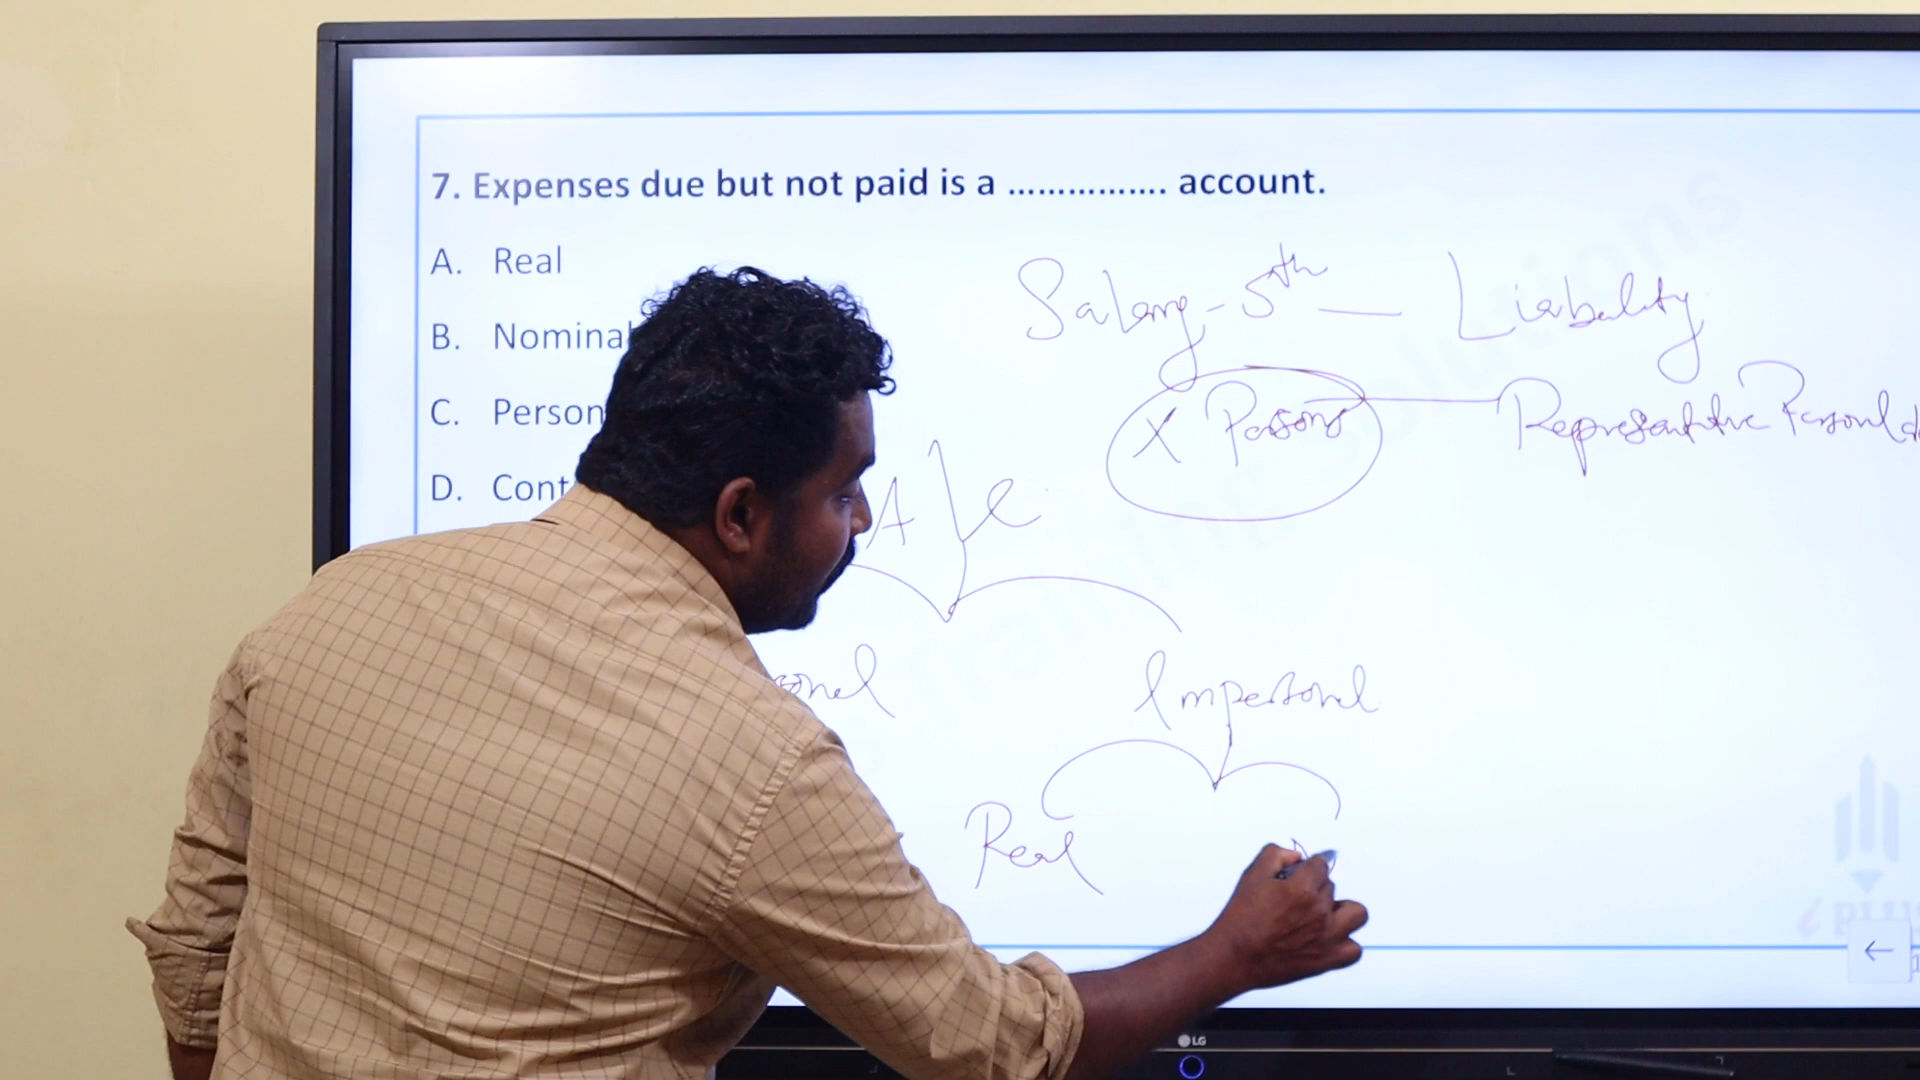 7. Expenses due but not paid is a ................ account.
A. Real
B. Nomina
C. Person
D. Cont
Salary - 5th — Liability
X Persons — Representative Personal
A/c
sonal
Impersonal
Real
LG